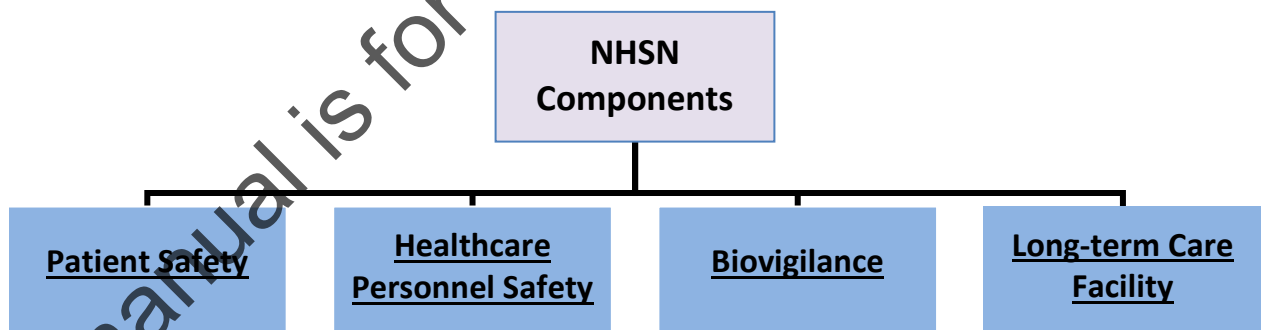 NHSN
Components
Patient Safety
Healthcare
Personnel Safety
Biovigilance
Long-term Care
Facility
manual is for